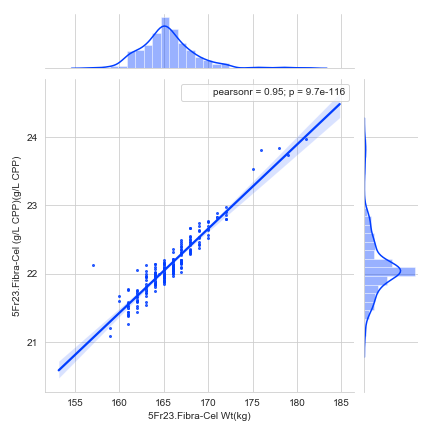 pearsonr = 0.95; p = 9.7e-116
24
23
22
21
5Fr23.Fibra-Cel (g/L CPP)(g/L CPP)
155 160 165 170 175 180 185
5Fr23.Fibra-Cel Wt(kg)